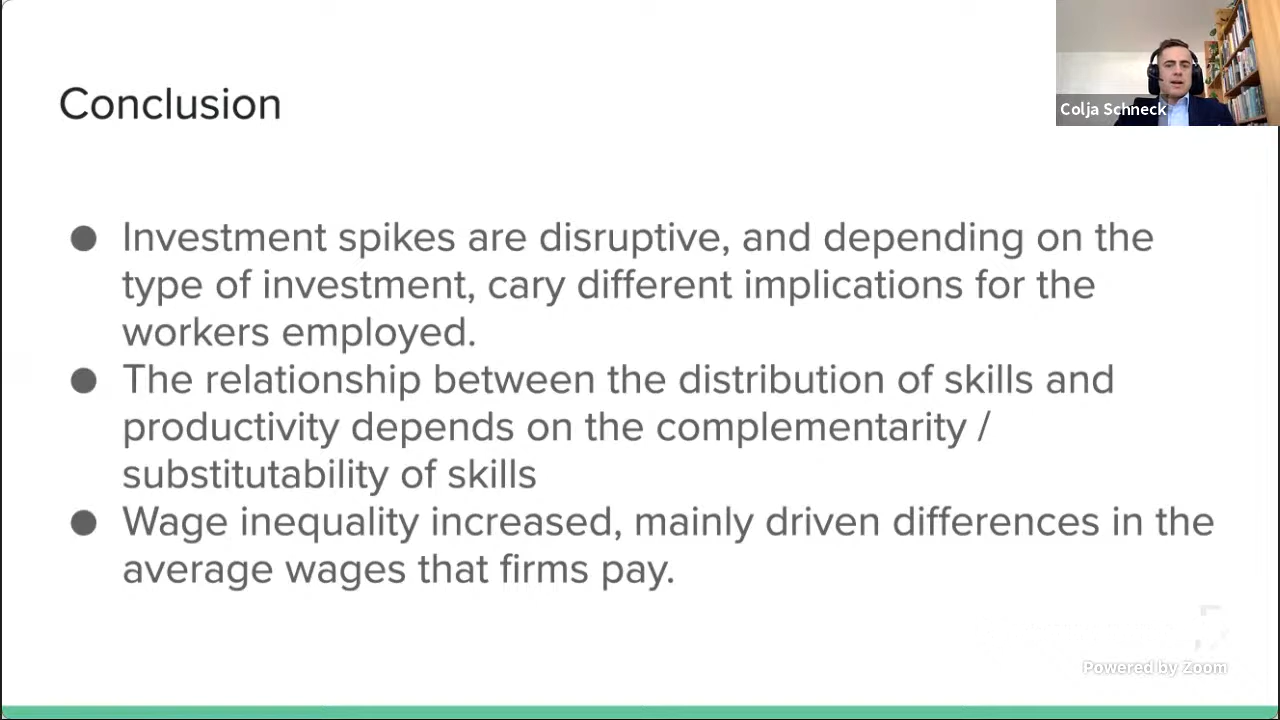 Conclusion
Colja Schneck
● Investment spikes are disruptive, and depending on the
type of investment, cary different implications for the
workers employed.
● The relationship between the distribution of skills and
productivity depends on the complementarity /
substitutability of skills
● Wage inequality increased, mainly driven differences in the
average wages that firms pay.
Powered by Zoom